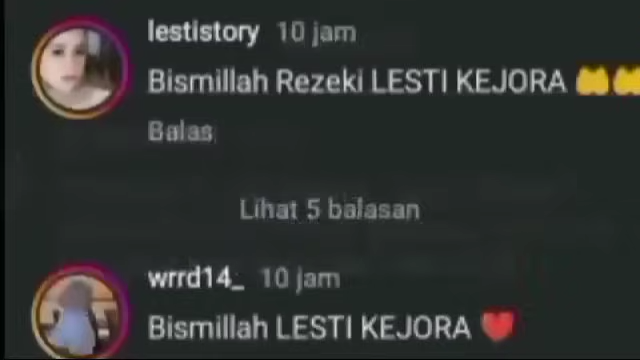 lestistory 10 jam
Bismillah Rezeki LESTI KEJORA 🤲🤲
Balas
Lihat 5 balasan
wrrd14_ 10 jam
Bismillah LESTI KEJORA ❤️